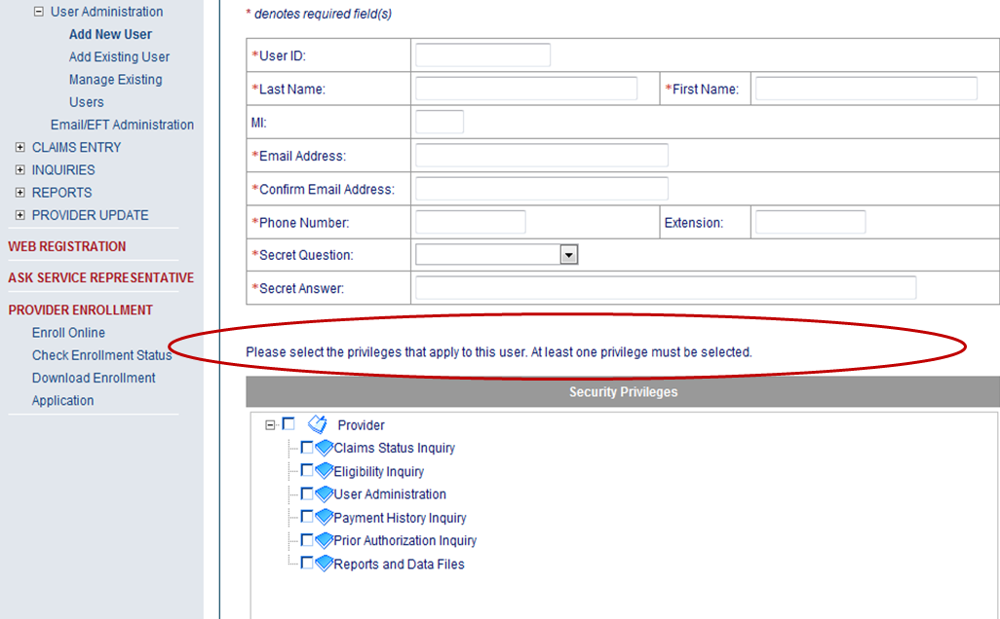 User Administration
Add New User
Add Existing User
Manage Existing
Users
Email/EFT Administration
CLAIMS ENTRY
INQUIRIES
REPORTS
PROVIDER UPDATE
WEB REGISTRATION
ASK SERVICE REPRESENTATIVE
PROVIDER ENROLLMENT
Enroll Online
Check Enrollment Status
Download Enrollment
Application
* denotes required field(s)
*User ID:
*Last Name: *First Name:
MI:
*Email Address:
*Confirm Email Address:
*Phone Number: Extension:
*Secret Question:
*Secret Answer:
Please select the privileges that apply to this user. At least one privilege must be selected.
Security Privileges
Provider
Claims Status Inquiry
Eligibility Inquiry
User Administration
Payment History Inquiry
Prior Authorization Inquiry
Reports and Data Files